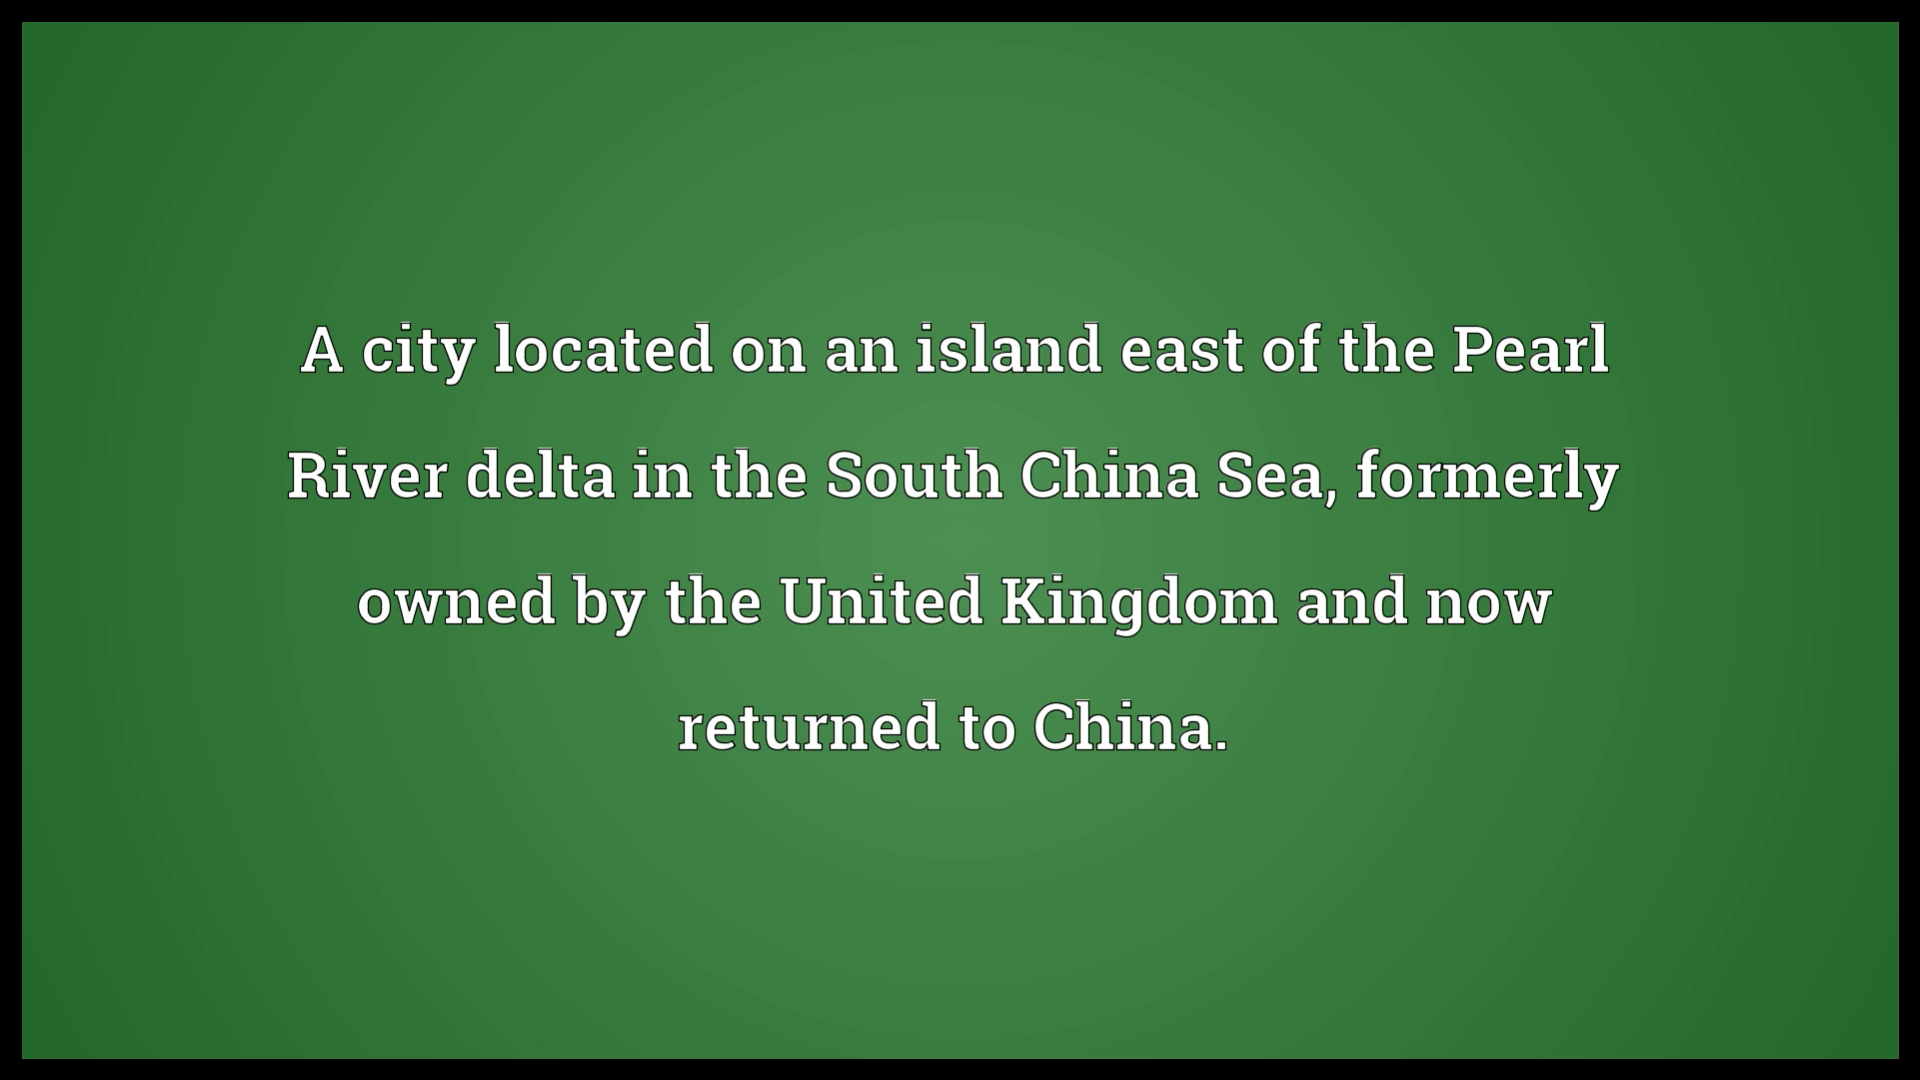 A city located on an island east of the Pearl
River delta in the South China Sea, formerly
owned by the United Kingdom and now
returned to China.